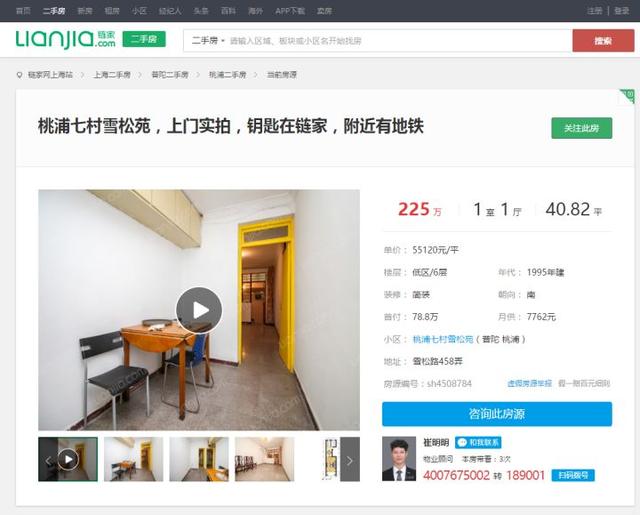 首页 二手房 新房 租房 小区 经纪人 头条 百科 海外 APP下载 卖房 注册 | 登录
Lianjia.com 链家 二手房 二手房 请输入区域、板块或小区名开始找房 搜索
链家网上海站 > 上海二手房 > 普陀二手房 > 桃浦二手房 > 当前房源
桃浦七村雪松苑，上门实拍，钥匙在链家，附近有地铁
关注此房
225万 1室1厅 40.82平
单价： 55120元/平
楼层： 低区/6层 年代： 1995年建
装修： 简装 朝向： 南
首付： 78.8万 月供： 7762元
小区： 桃浦七村雪松苑（普陀 桃浦）
地址： 雪松路458弄
房源编号：sh4508784 虚假房源举报 假一赔百元细则
咨询此房源
崔明明 和我联系
物业顾问 本房带看：3次
4007675002 转 189001 扫码拨号